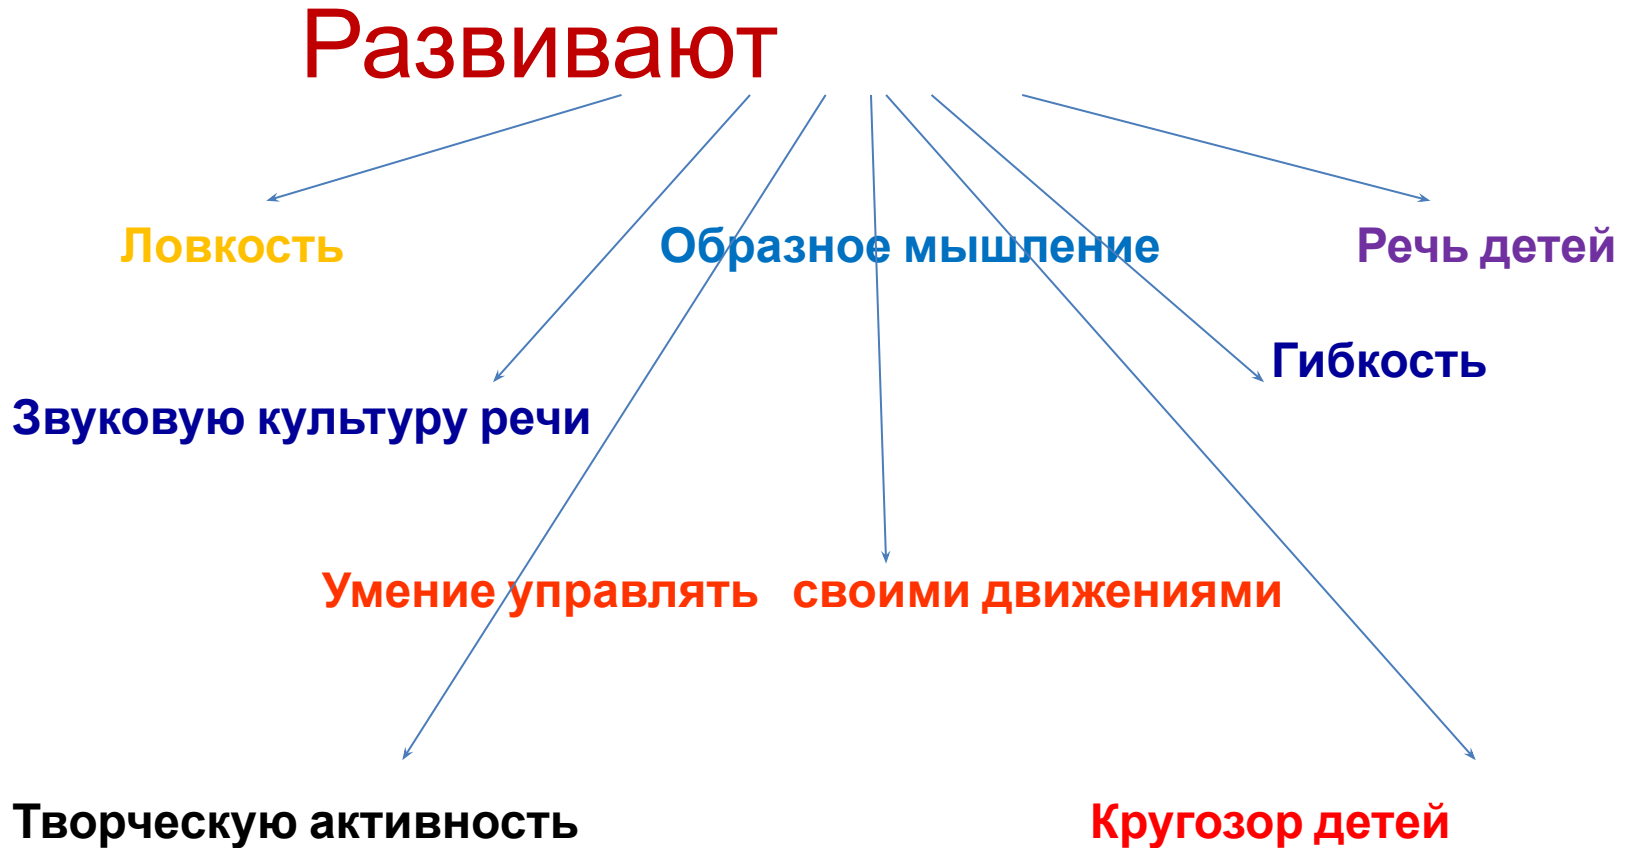 Развивают
Ловкость
Образное мышление
Речь детей
Гибкость
Звуковую культуру речи
Умение управлять своими движениями
Творческую активность
Кругозор детей